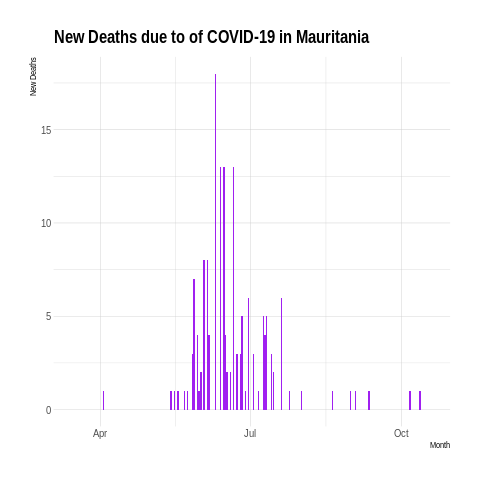 New Deaths due to of COVID-19 in Mauritania
New Deaths
15
10
5
0
Apr
Jul
Oct
Month